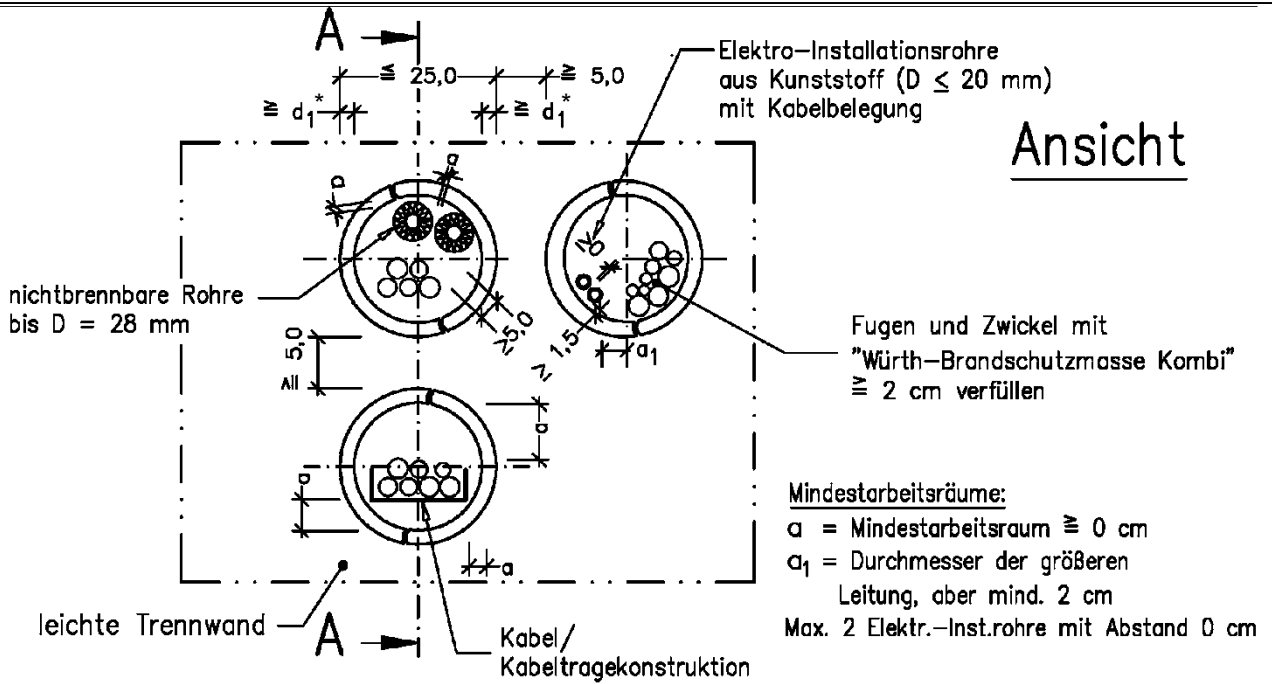 A
≦ 25,0
≧ 5,0
≧ d₁*
≧ d₁*
Elektro-Installationsrohre
aus Kunststoff (D ≤ 20 mm)
mit Kabelbelegung
Ansicht
a
a
≥ 0
nichtbrennbare Rohre
bis D = 28 mm
≥ 5,0
≥ 1,5
a₁
≧ 5,0
Fugen und Zwickel mit
"Würth-Brandschutzmasse Kombi"
≧ 2 cm verfüllen
a
a
a
Mindestarbeitsräume:
a = Mindestarbeitsraum ≧ 0 cm
a₁ = Durchmesser der größeren
Leitung, aber mind. 2 cm
Max. 2 Elektr.-Inst.rohre mit Abstand 0 cm
leichte Trennwand
A
Kabel/
Kabeltragekonstruktion